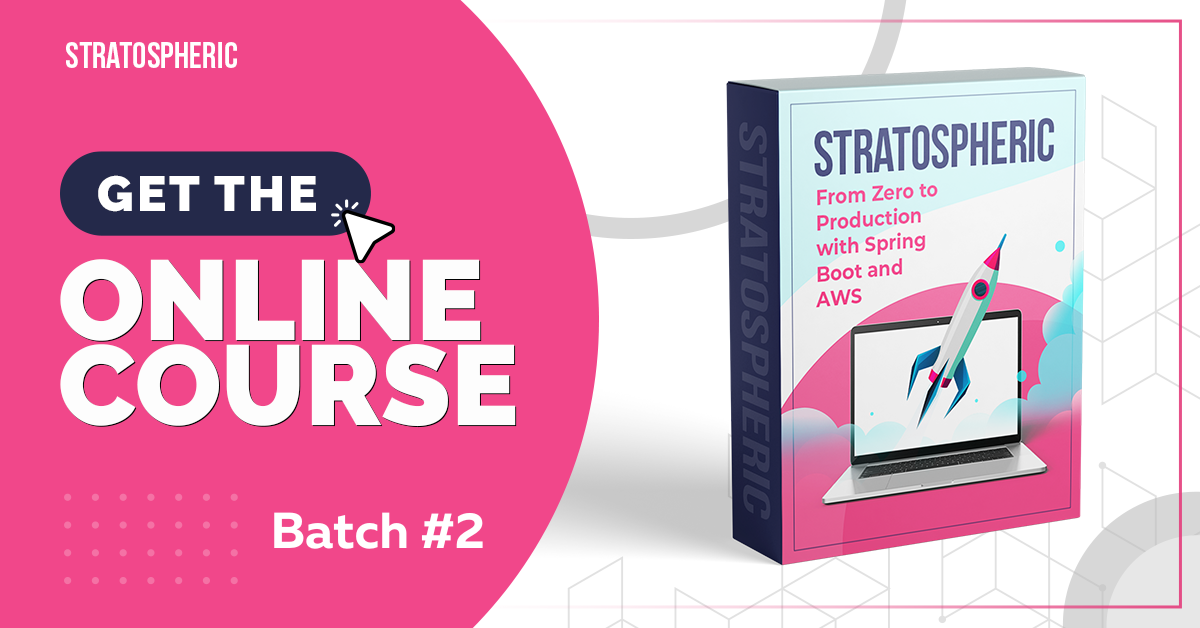 STRATOSPHERIC
GET THE
ONLINE
COURSE
Batch #2
STRATOSPHERIC
STRATOSPHERIC
From Zero to
Production
with Spring
Boot and
AWS